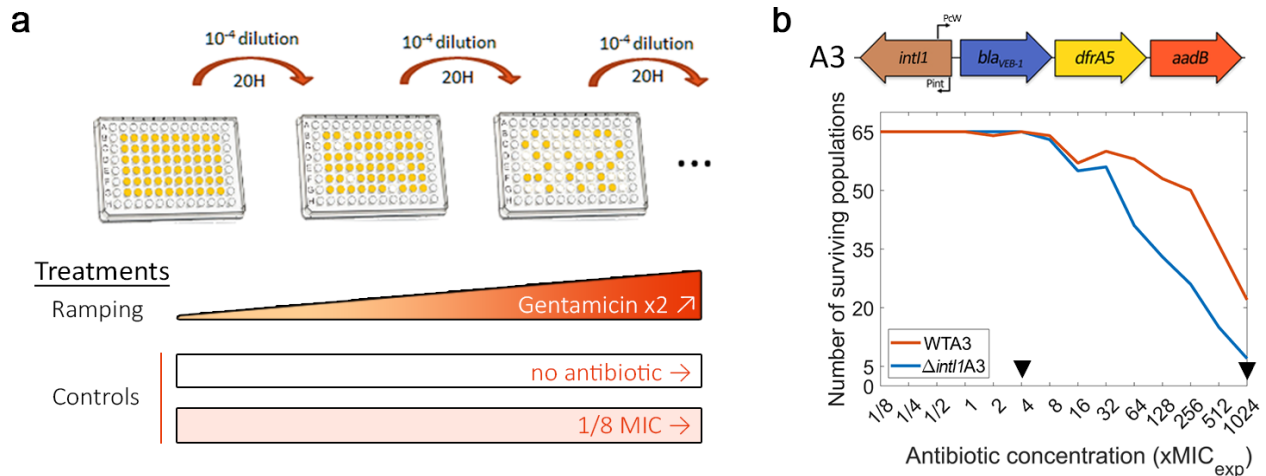 a
10⁻⁴ dilution
20H
10⁻⁴ dilution
20H
10⁻⁴ dilution
20H
...
Treatments
Ramping
Gentamicin x2 ↗
Controls
no antibiotic →
1/8 MIC →
b
A3
intI1
PcW
Pint
bla_VEB-1
dfrA5
aadB
Number of surviving populations
65
50
35
20
5
0
WTA3
ΔintI1A3
1/8
1/4
1/2
1
2
4
8
16
32
64
128
256
512
1024
Antibiotic concentration (xMIC_exp)